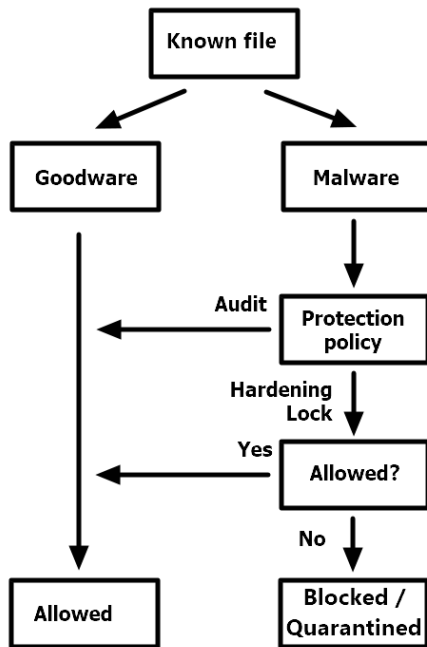 Known file
Goodware
Malware
Audit
Protection
policy
Hardening
Lock
Yes
Allowed?
No
Allowed
Blocked /
Quarantined